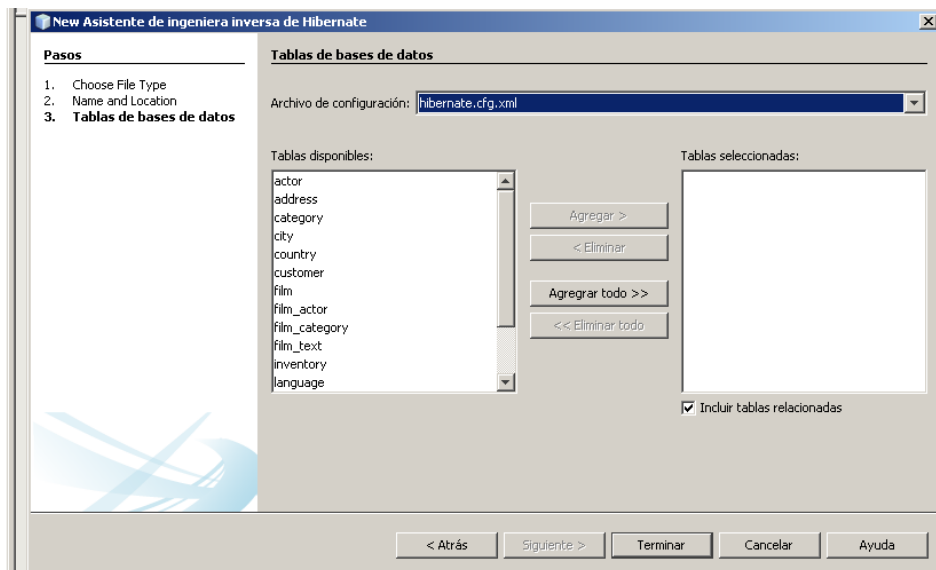 New Asistente de ingeniera inversa de Hibernate
Pasos
1. Choose File Type
2. Name and Location
3. Tablas de bases de datos
Tablas de bases de datos
Archivo de configuración: hibernate.cfg.xml
Tablas disponibles:
actor
address
category
city
country
customer
film
film_actor
film_category
film_text
inventory
language
Agregar >
< Eliminar
Agregrar todo >>
<< Eliminar todo
Tablas seleccionadas:
Incluir tablas relacionadas
< Atrás
Siguiente >
Terminar
Cancelar
Ayuda